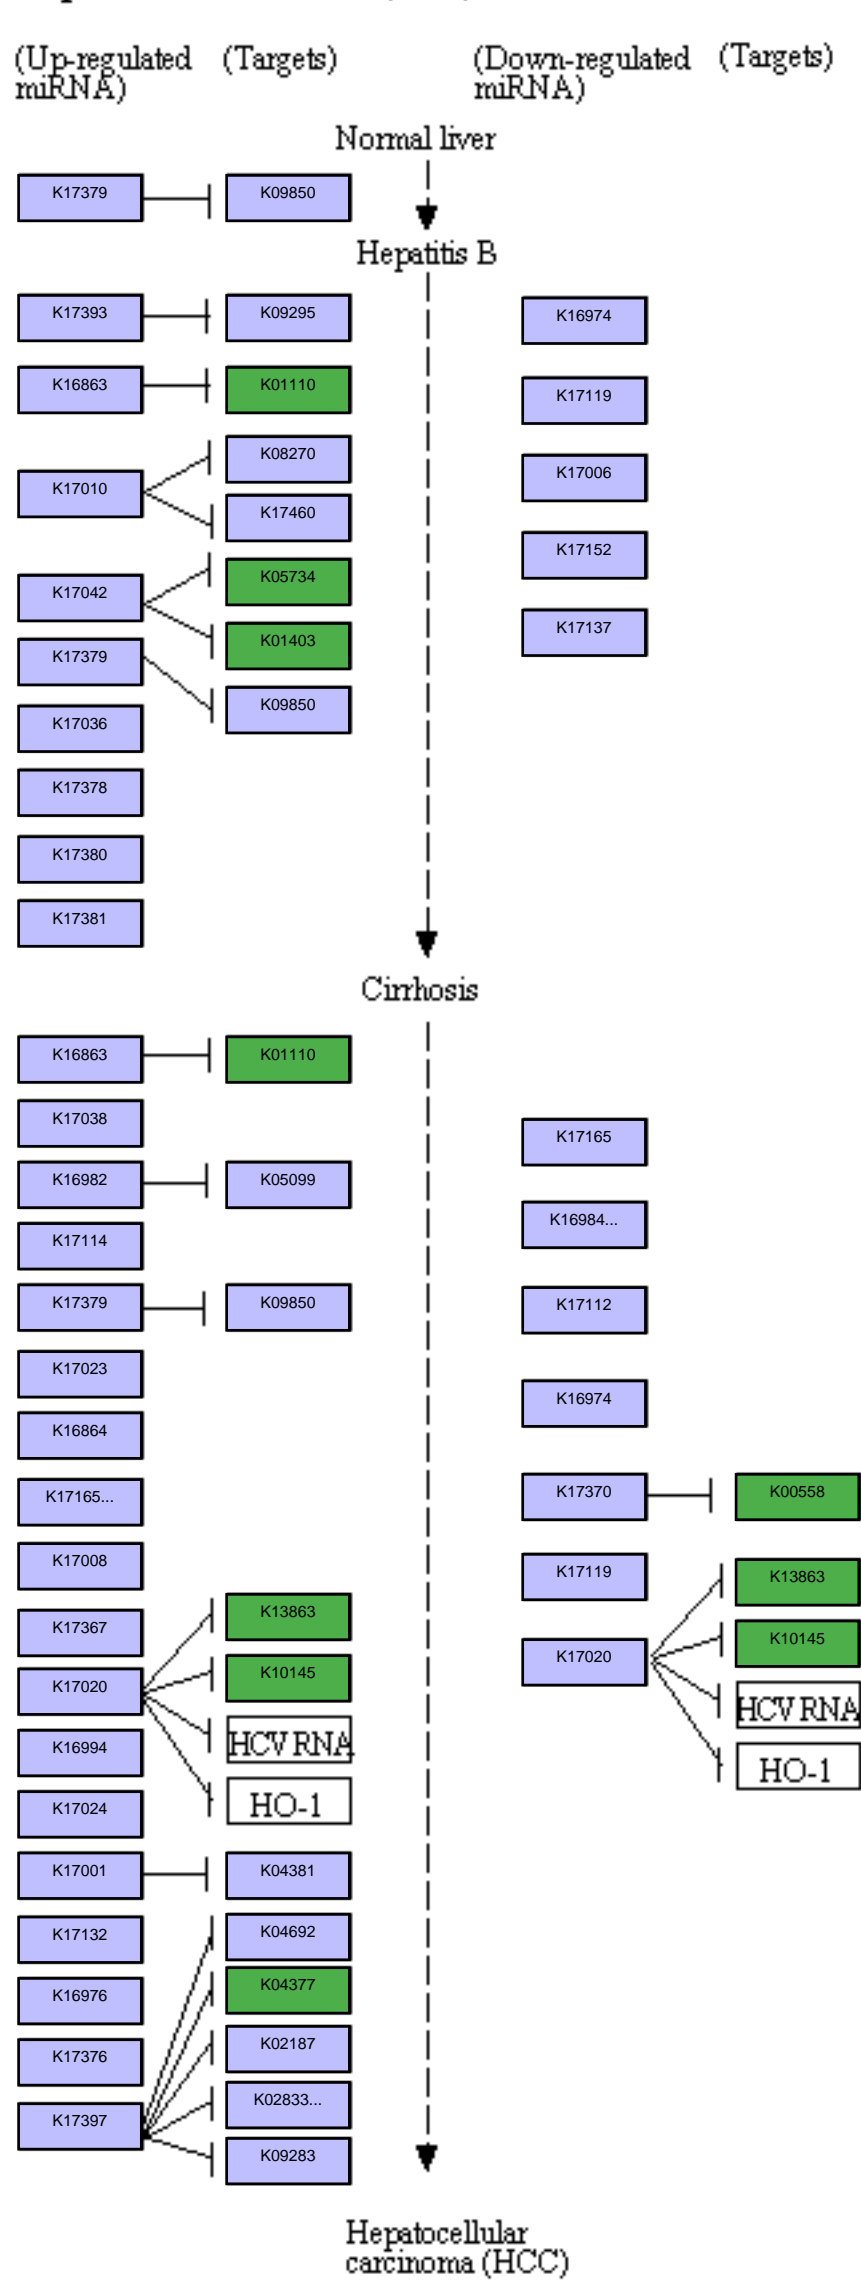 (Up-regulated miRNA) (Targets) (Down-regulated miRNA) (Targets)
Normal liver
K17379 K09850
Hepatitis B
K17393 K09295 K16974
K16863 K01110 K17119
K08270
K17010 K17006
K17460
K17152
K05734
K17042
K01403 K17137
K17379
K09850
K17036
K17378
K17380
K17381
Cirrhosis
K16863 K01110
K17038
K17165
K16982 K05099
K16984...
K17114
K17379 K09850 K17112
K17023
K16974
K16864
K17165... K17370 K00558
K17008 K17119 K13863
K13863
K17367 K10145
K17020
K17020 K10145
HCV RNA
K16994 HCV RNA
HO-1
K17024 HO-1
K17001 K04381
K17132 K04692
K16976 K04377
K17376 K02187
K02833...
K17397
K09283
Hepatocellular
carcinoma (HCC)